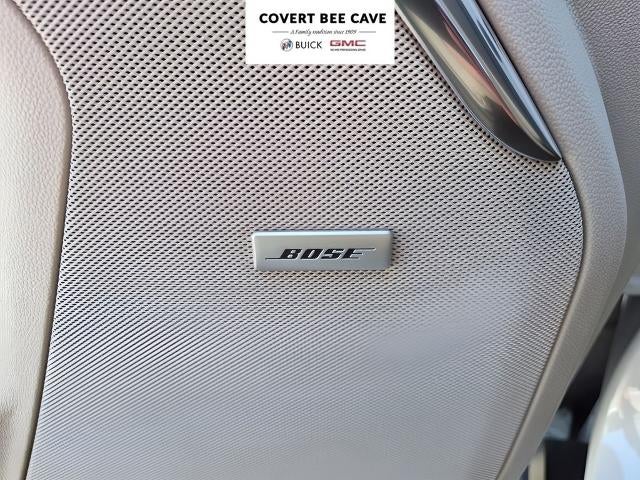 COVERT BEE CAVE
A Family tradition since 1909
BUICK GMC
BOSE